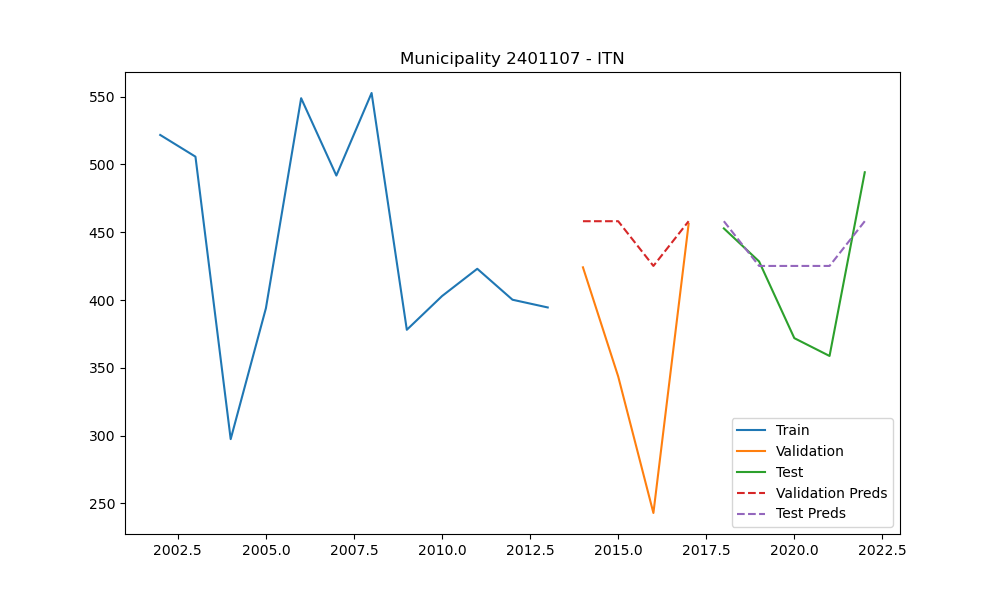 Municipality 2401107 - ITN
550
500
450
400
350
300
250
Train
Validation
Test
Validation Preds
Test Preds
2002.5 2005.0 2007.5 2010.0 2012.5 2015.0 2017.5 2020.0 2022.5